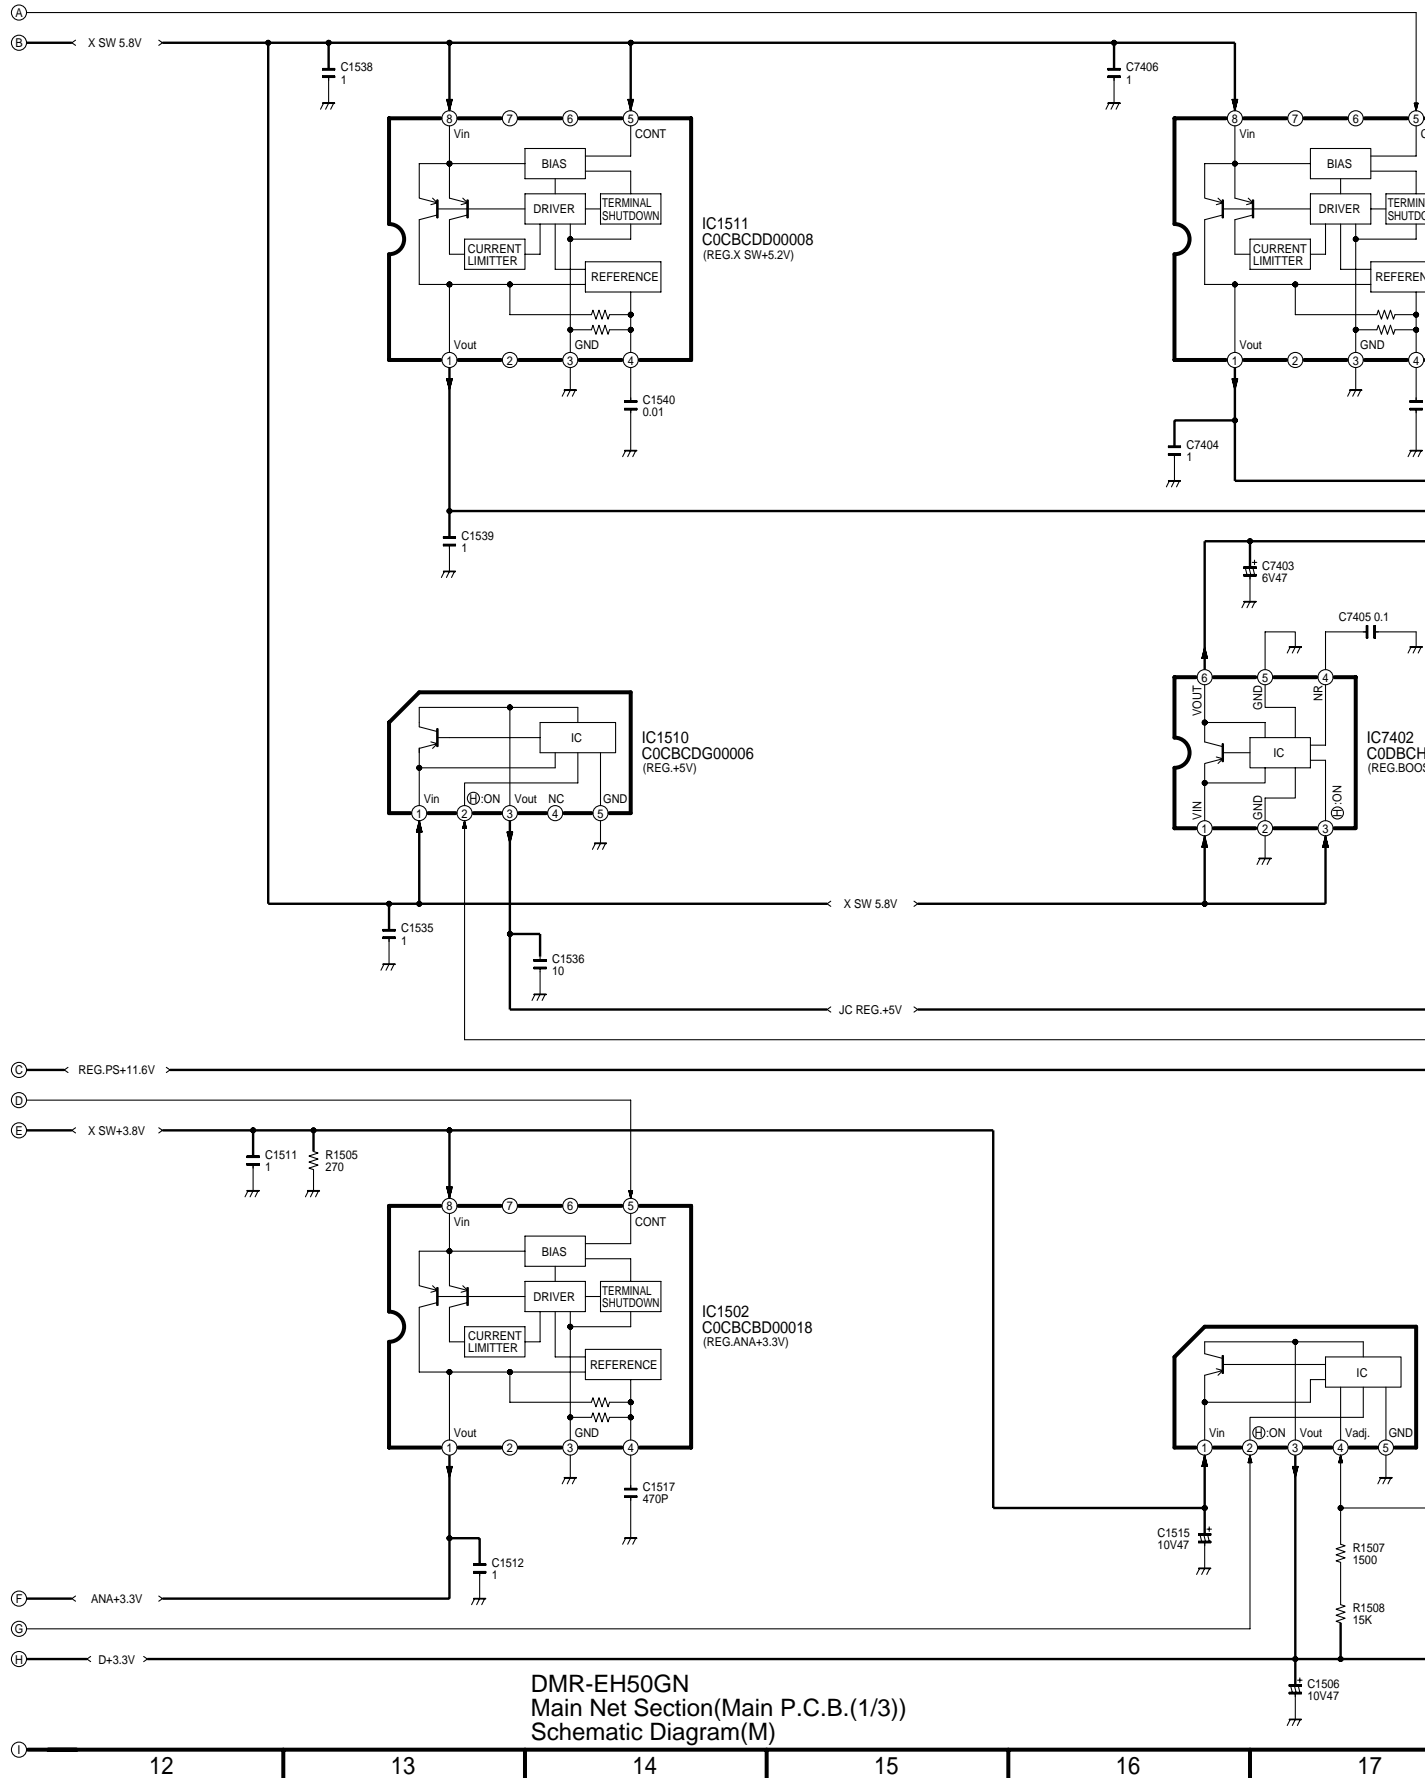 A
B
X SW 5.8V
C1538
1
C7406
1
8
7
6
5
Vin
CONT
BIAS
DRIVER
TERMINAL
SHUTDOWN
CURRENT
LIMITTER
REFERENCE
Vout
GND
1
2
3
4
IC1511
C0CBCDD00008
(REG.X SW+5.2V)
C1540
0.01
C1539
1
8
7
6
5
Vin
C
BIAS
DRIVER
TERMIN
SHUTDO
CURRENT
LIMITTER
REFEREN
Vout
GND
1
2
3
4
C7404
1
C7403
6V47
C7405 0.1
6
5
4
VOUT
GND
NR
IC
VIN
GND
H:ON
1
2
3
IC7402
C0DBCH
(REG.BOOS
IC
Vin
H:ON
Vout
NC
GND
1
2
3
4
5
IC1510
C0CBCDG00006
(REG.+5V)
X SW 5.8V
C1535
1
C1536
10
JC REG.+5V
C
REG.PS+11.6V
D
E
X SW+3.8V
C1511
1
R1505
270
8
7
6
5
Vin
CONT
BIAS
DRIVER
TERMINAL
SHUTDOWN
CURRENT
LIMITTER
REFERENCE
Vout
GND
1
2
3
4
IC1502
C0CBCBD00018
(REG.ANA+3.3V)
C1517
470P
C1512
1
IC
Vin
H:ON
Vout
Vadj.
GND
1
2
3
4
5
C1515
10V47
R1507
1500
R1508
15K
F
ANA+3.3V
G
H
D+3.3V
C1506
10V47
DMR-EH50GN
Main Net Section(Main P.C.B.(1/3))
Schematic Diagram(M)
I
12
13
14
15
16
17